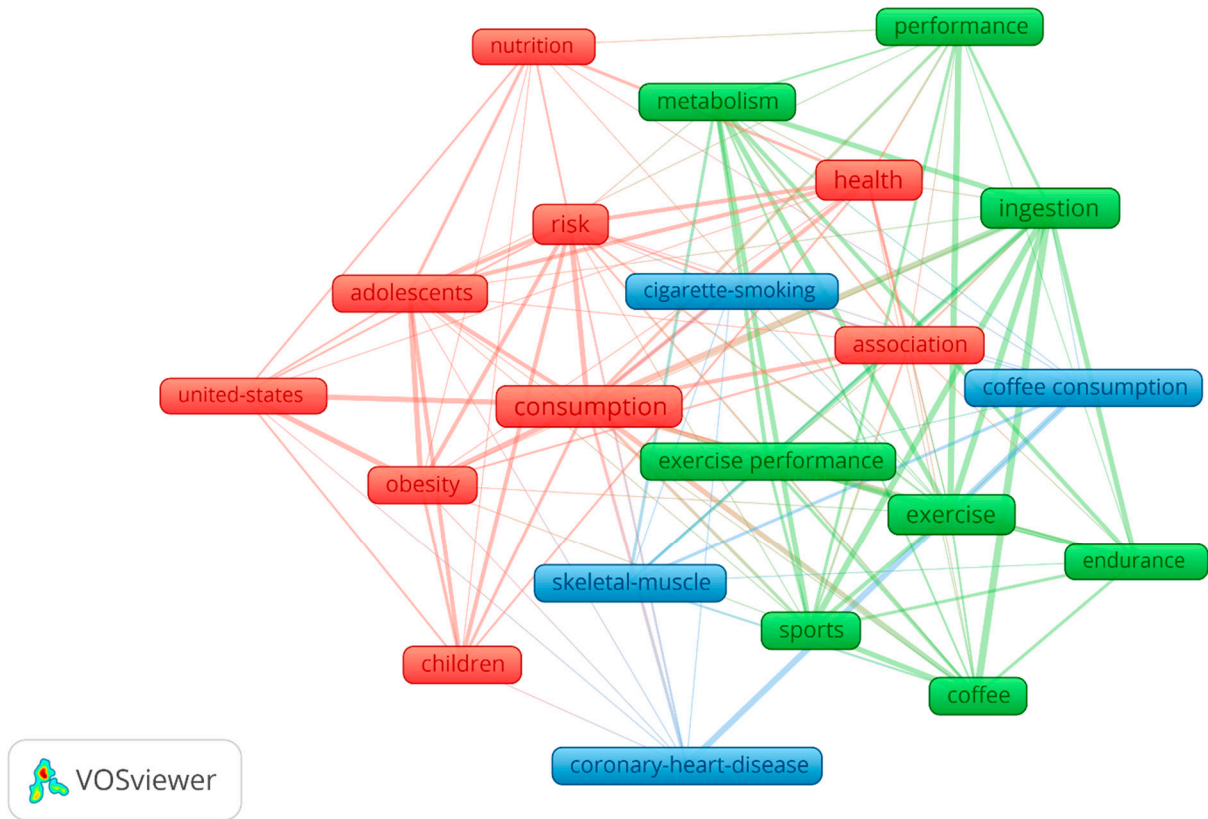 performance
nutrition
metabolism
health
ingestion
risk
adolescents
cigarette-smoking
association
coffee consumption
united-states
consumption
exercise performance
obesity
exercise
endurance
skeletal-muscle
sports
children
coffee
coronary-heart-disease
VOSviewer